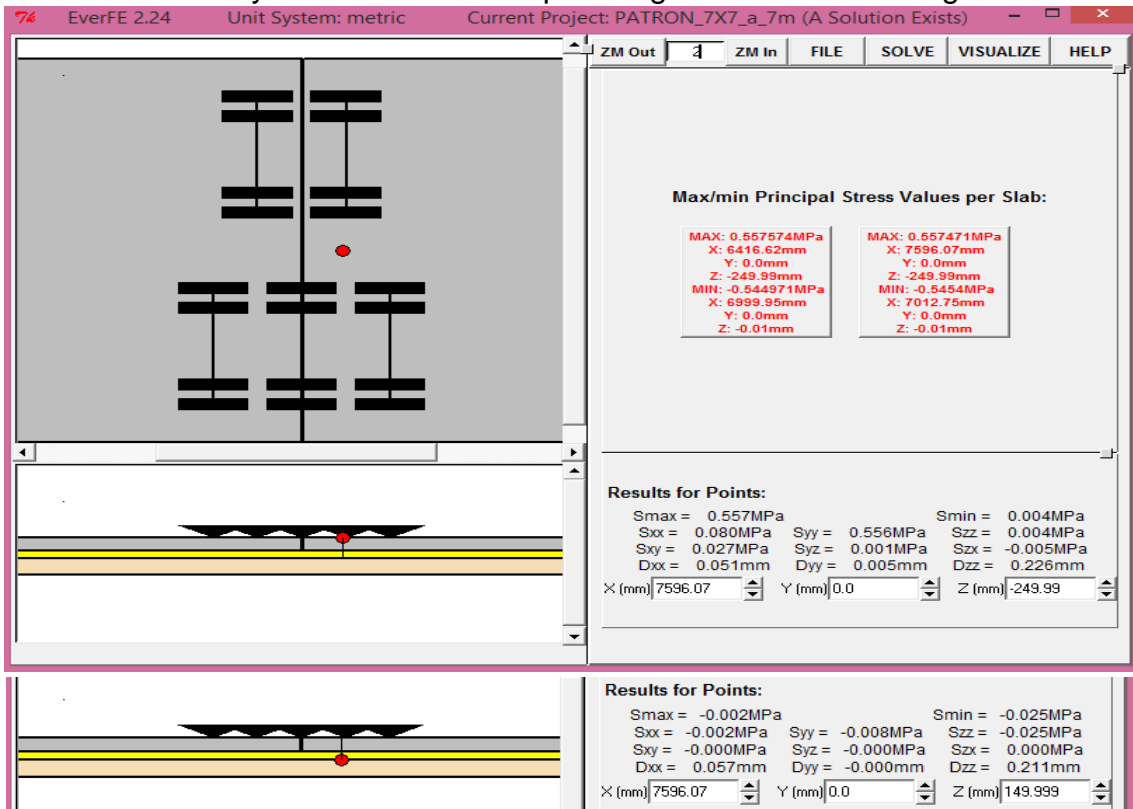 EverFE 2.24 Unit System: metric Current Project: PATRON_7X7_a_7m (A Solution Exists)
ZM Out 2 ZM In FILE SOLVE VISUALIZE HELP
Max/min Principal Stress Values per Slab:
MAX: 0.557574MPa
X: 6416.62mm
Y: 0.0mm
Z: -249.99mm
MIN: -0.544971MPa
X: 6999.95mm
Y: 0.0mm
Z: -0.01mm
MAX: 0.557471MPa
X: 7596.07mm
Y: 0.0mm
Z: -249.99mm
MIN: -0.5454MPa
X: 7012.75mm
Y: 0.0mm
Z: -0.01mm
Results for Points:
Smax = 0.557MPa Smin = 0.004MPa
Sxx = 0.080MPa Syy = 0.556MPa Szz = 0.004MPa
Sxy = 0.027MPa Syz = 0.001MPa Szx = -0.005MPa
Dxx = 0.051mm Dyy = 0.005mm Dzz = 0.226mm
X (mm) 7596.07 Y (mm) 0.0 Z (mm) -249.99
Results for Points:
Smax = -0.002MPa Smin = -0.025MPa
Sxx = -0.002MPa Syy = -0.008MPa Szz = -0.025MPa
Sxy = -0.000MPa Syz = -0.000MPa Szx = 0.000MPa
Dxx = 0.057mm Dyy = -0.000mm Dzz = 0.211mm
X (mm) 7596.07 Y (mm) 0.0 Z (mm) 149.999